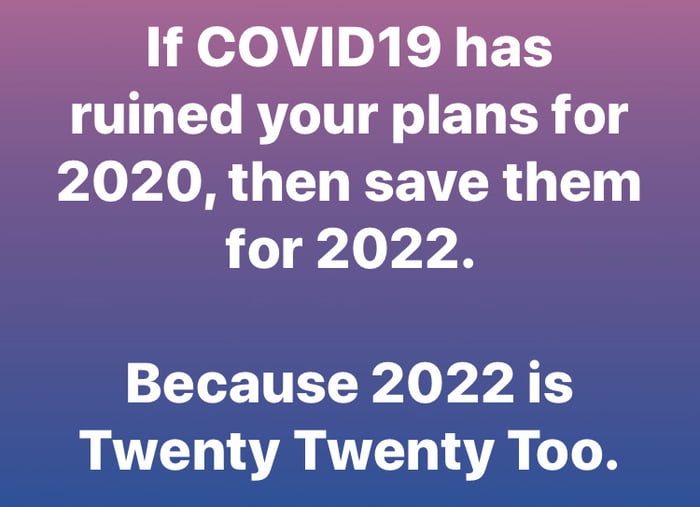 If COVID19 has
ruined your plans for
2020, then save them
for 2022.
Because 2022 is
Twenty Twenty Too.